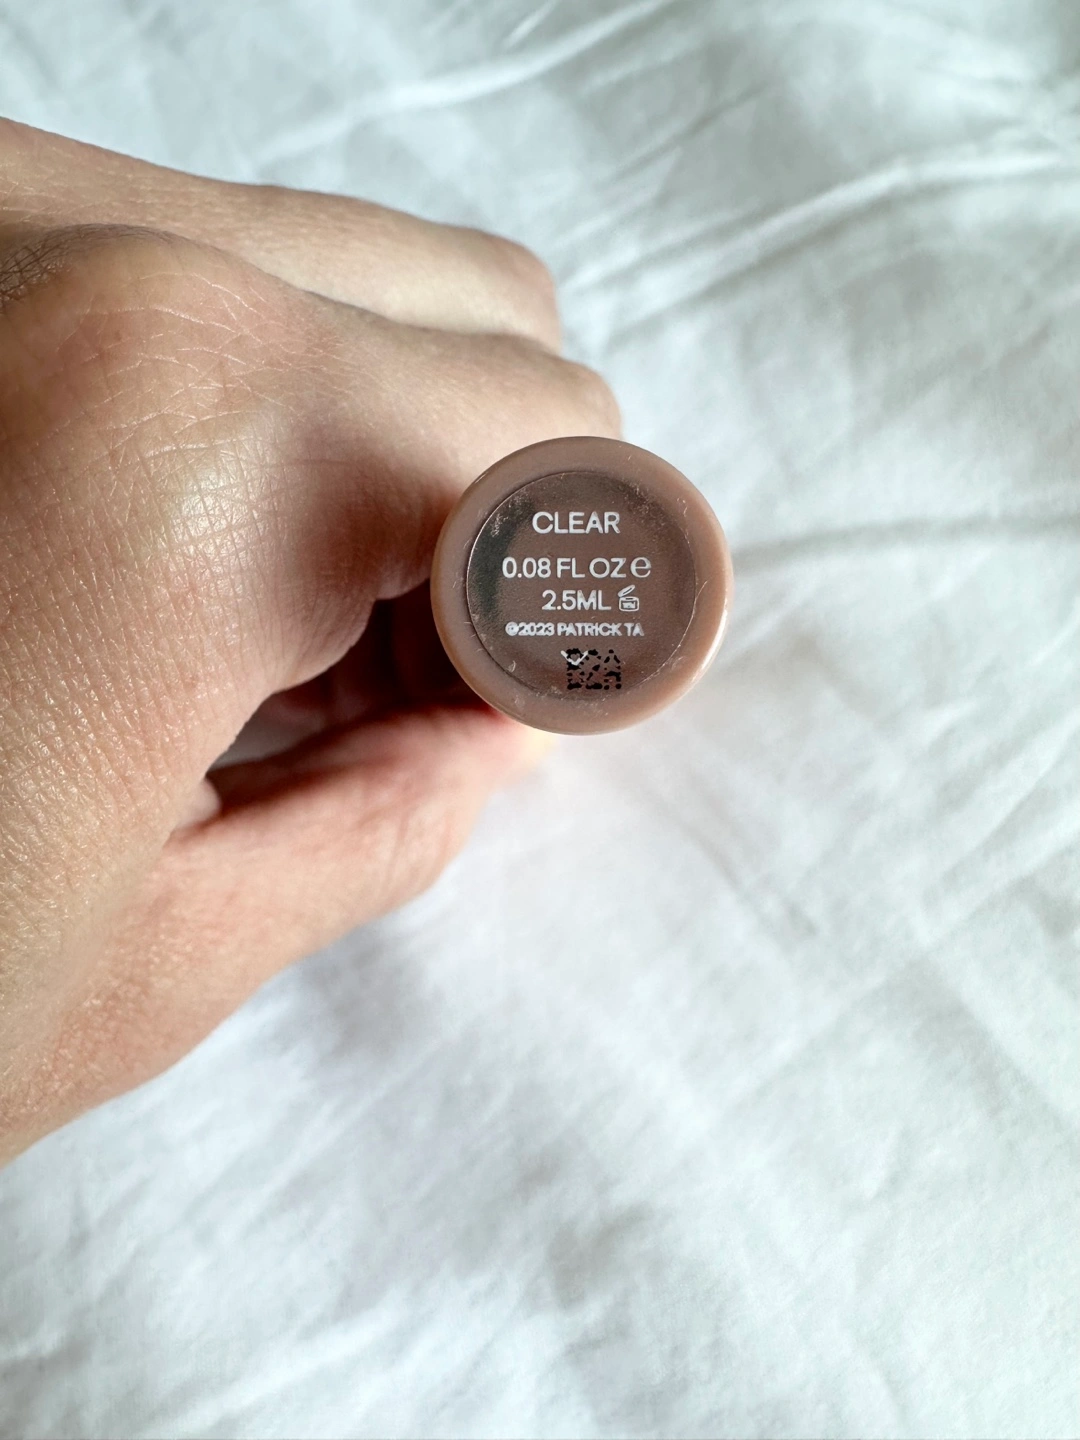 CLEAR
0.08 FL OZ ℮
2.5ML
©2023 PATRICK TA